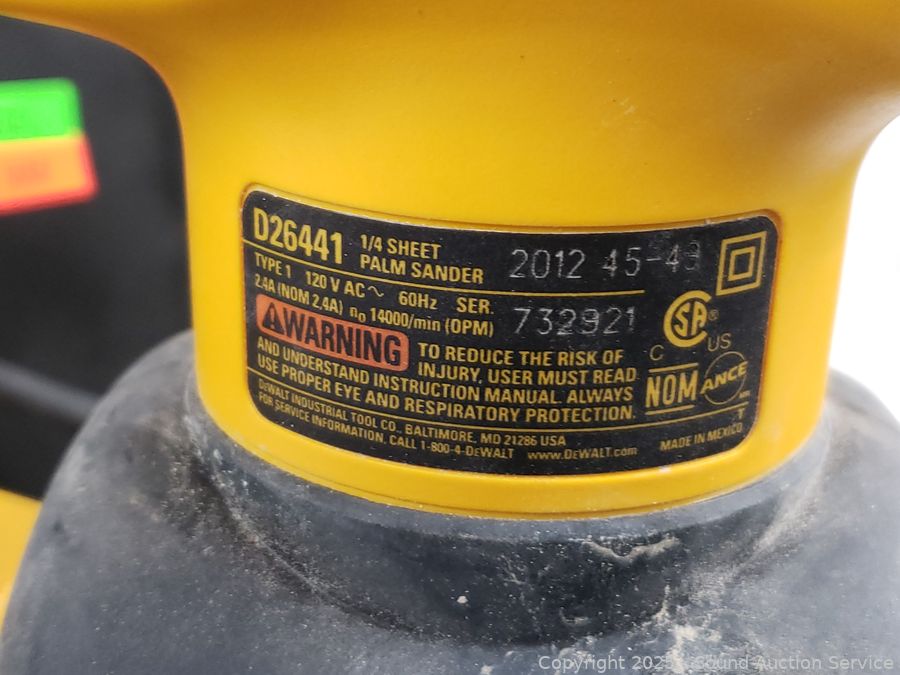 D26441 1/4 SHEET
PALM SANDER
2012 45-43
TYPE 1 120 V AC~ 60Hz SER.
2.4A (NOM 2.4A) n₀ 14000/min (OPM)
732921
WARNING TO REDUCE THE RISK OF
INJURY, USER MUST READ
AND UNDERSTAND INSTRUCTION MANUAL. ALWAYS
USE PROPER EYE AND RESPIRATORY PROTECTION.
DEWALT INDUSTRIAL TOOL CO., BALTIMORE, MD 21286 USA
FOR SERVICE INFORMATION, CALL 1-800-4-DEWALT www.DEWALT.com
SA®
C US
NOM ANCE
T
MADE IN MEXICO
Sound Auction Service